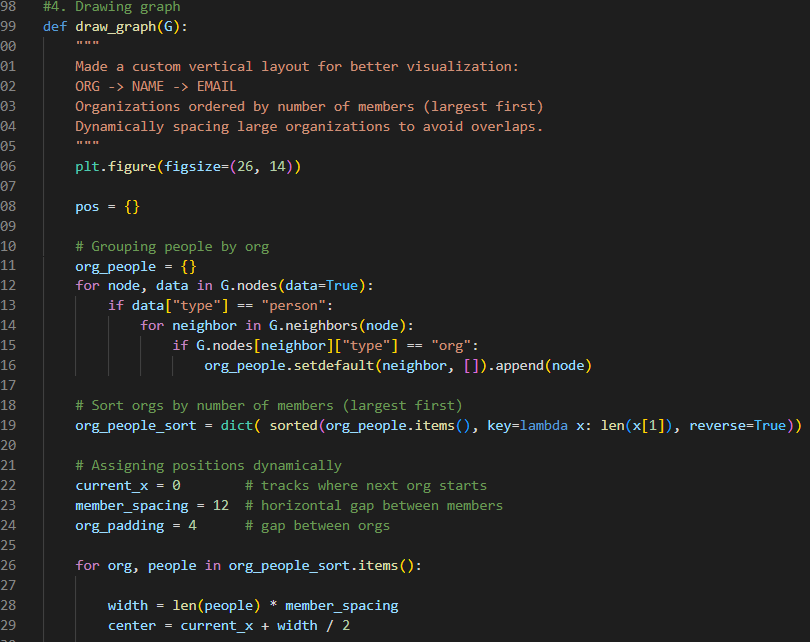 98 #4. Drawing graph
99 def draw_graph(G):
00     """
01     Made a custom vertical layout for better visualization:
02     ORG -> NAME -> EMAIL
03     Organizations ordered by number of members (largest first)
04     Dynamically spacing large organizations to avoid overlaps.
05     """
06     plt.figure(figsize=(26, 14))
07
08     pos = {}
09
10     # Grouping people by org
11     org_people = {}
12     for node, data in G.nodes(data=True):
13         if data["type"] == "person":
14             for neighbor in G.neighbors(node):
15                 if G.nodes[neighbor]["type"] == "org":
16                     org_people.setdefault(neighbor, []).append(node)
17
18     # Sort orgs by number of members (largest first)
19     org_people_sort = dict( sorted(org_people.items(), key=lambda x: len(x[1]), reverse=True))
20
21     # Assigning positions dynamically
22     current_x = 0        # tracks where next org starts
23     member_spacing = 12  # horizontal gap between members
24     org_padding = 4      # gap between orgs
25
26     for org, people in org_people_sort.items():
27
28         width = len(people) * member_spacing
29         center = current_x + width / 2